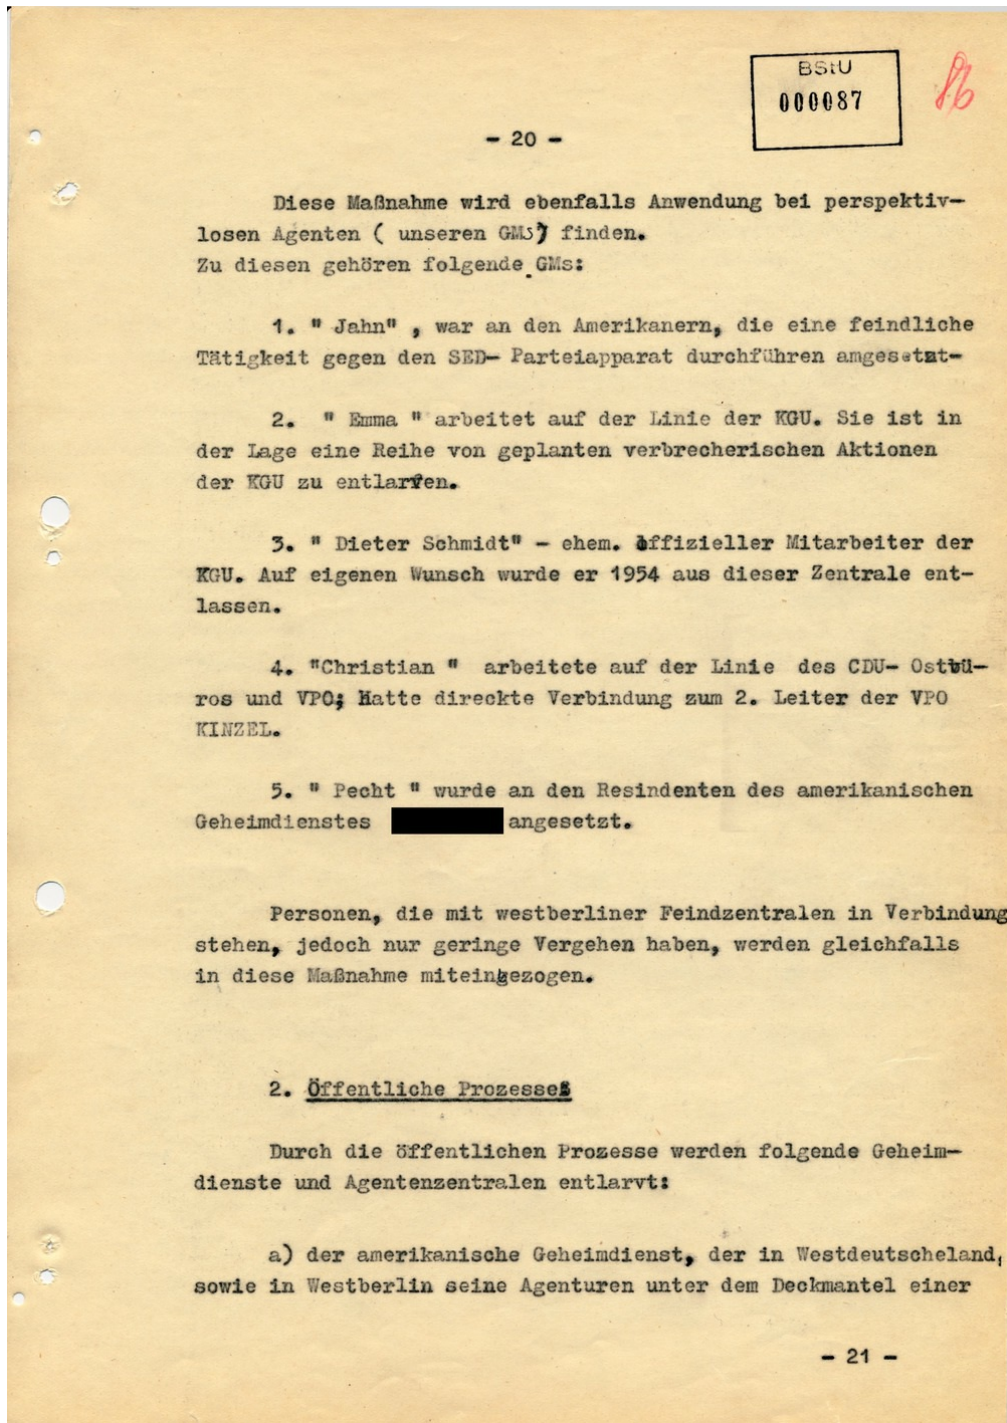 BStU
000087
86
- 20 -
Diese Maßnahme wird ebenfalls Anwendung bei perspektiv-
losen Agenten ( unseren GMs) finden.
Zu diesen gehören folgende GMs:
1. " Jahn" , war an den Amerikanern, die eine feindliche
Tätigkeit gegen den SED- Parteiapparat durchführen amgesetzt-
2. " Emma " arbeitet auf der Linie der KGU. Sie ist in
der Lage eine Reihe von geplanten verbrecherischen Aktionen
der KGU zu entlarfen.
3. " Dieter Schmidt" - ehem. offizieller Mitarbeiter der
KGU. Auf eigenen Wunsch wurde er 1954 aus dieser Zentrale ent-
lassen.
4. "Christian " arbeitete auf der Linie des CDU- Ostbü-
ros und VPO; Hatte direckte Verbindung zum 2. Leiter der VPO
KINZEL.
5. " Pecht " wurde an den Resindenten des amerikanischen
Geheimdienstes angesetzt.
Personen, die mit westberliner Feindzentralen in Verbindung
stehen, jedoch nur geringe Vergehen haben, werden gleichfalls
in diese Maßnahme miteingezogen.
2. Öffentliche Prozesse
Durch die öffentlichen Prozesse werden folgende Geheim-
dienste und Agentenzentralen entlarvt:
a) der amerikanische Geheimdienst, der in Westdeutscheland,
sowie in Westberlin seine Agenturen unter dem Deckmantel einer
- 21 -